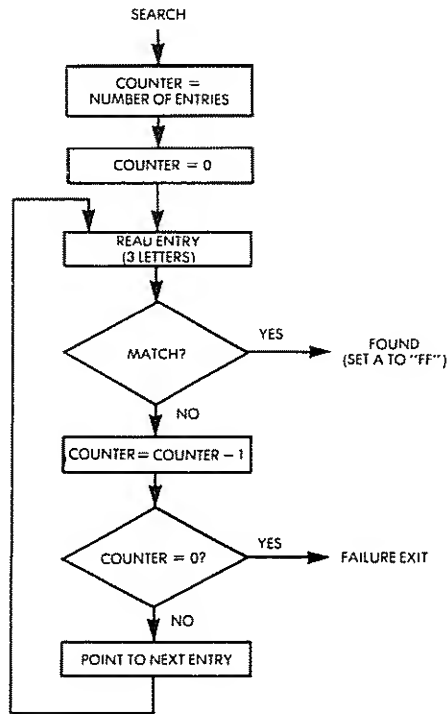 SEARCH
COUNTER =
NUMBER OF ENTRIES
COUNTER = 0
READ ENTRY
(3 LETTERS)
MATCH?
YES
FOUND
(SET A TO "FF")
NO
COUNTER = COUNTER - 1
COUNTER = 0?
YES
FAILURE EXIT
NO
POINT TO NEXT ENTRY